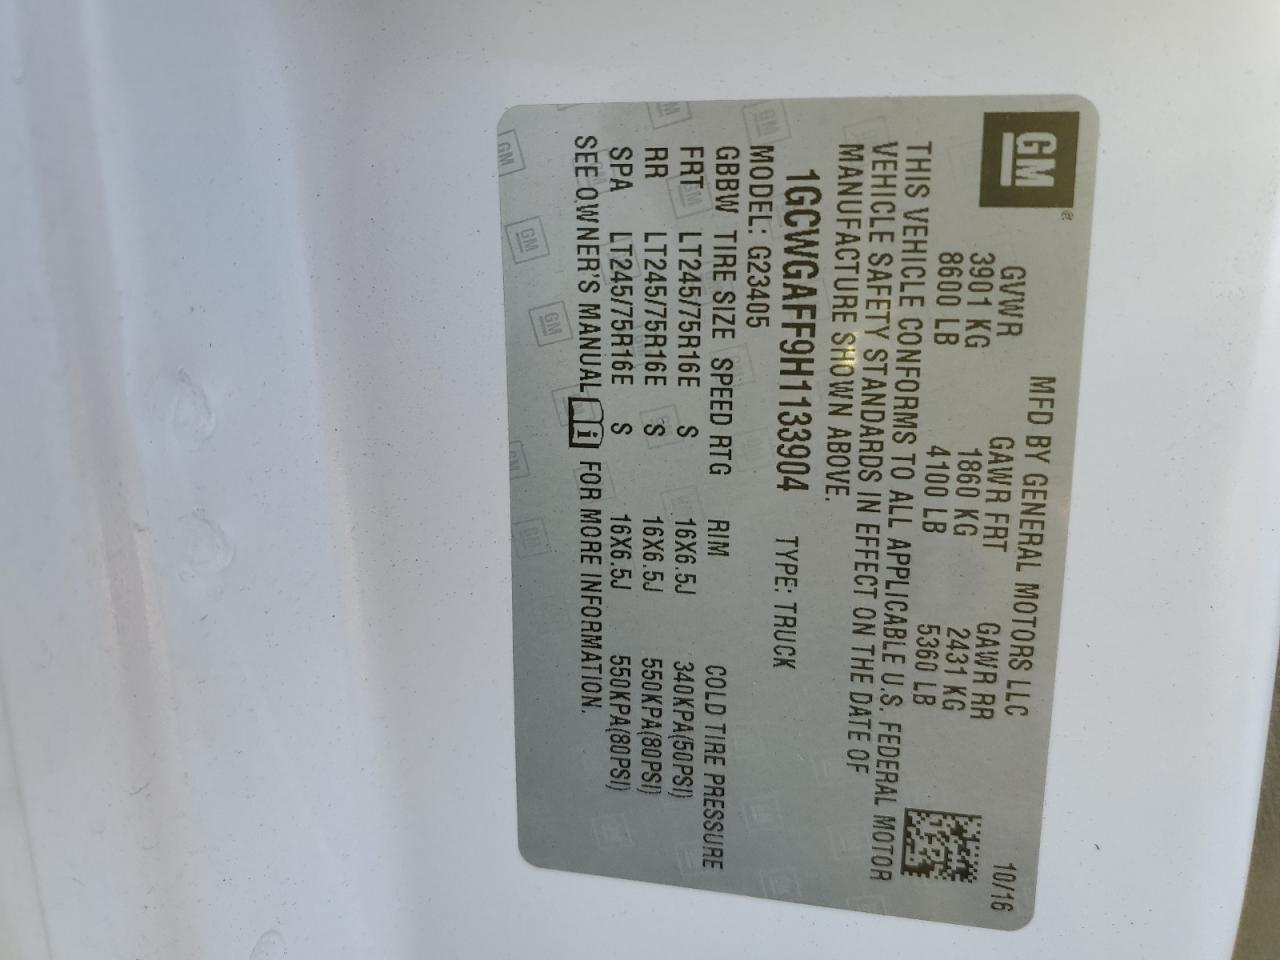 GM
MFD BY GENERAL MOTORS LLC 10/16
GVWR GAWR FRT GAWR RR
3901 KG 1860 KG 2431 KG
8600 LB 4100 LB 5360 LB
THIS VEHICLE CONFORMS TO ALL APPLICABLE U.S. FEDERAL MOTOR
VEHICLE SAFETY STANDARDS IN EFFECT ON THE DATE OF
MANUFACTURE SHOWN ABOVE.
1GCWGAFF9H1133904 TYPE: TRUCK
MODEL: G23405
GBBW TIRE SIZE SPEED RTG RIM COLD TIRE PRESSURE
FRT LT245/75R16E S 16X6.5J 340KPA(50PSI)
RR LT245/75R16E S 16X6.5J 550KPA(80PSI)
SPA LT245/75R16E S 16X6.5J 550KPA(80PSI)
SEE OWNER'S MANUAL i FOR MORE INFORMATION.